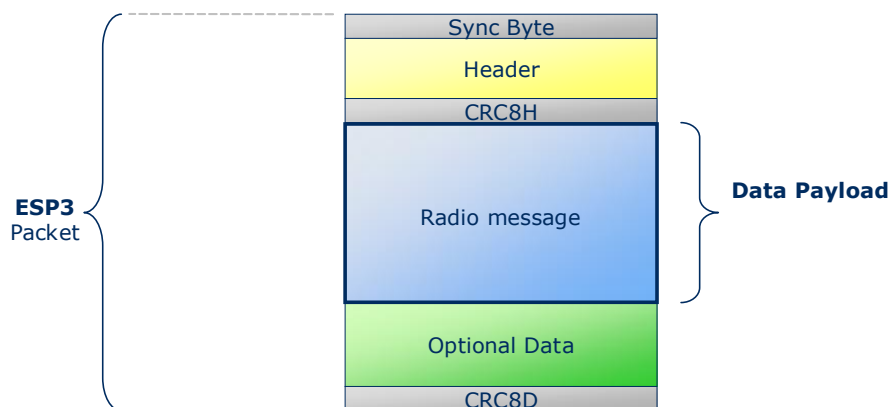 Sync Byte
Header
CRC8H
ESP3
Packet
Radio message
Data Payload
Optional Data
CRC8D